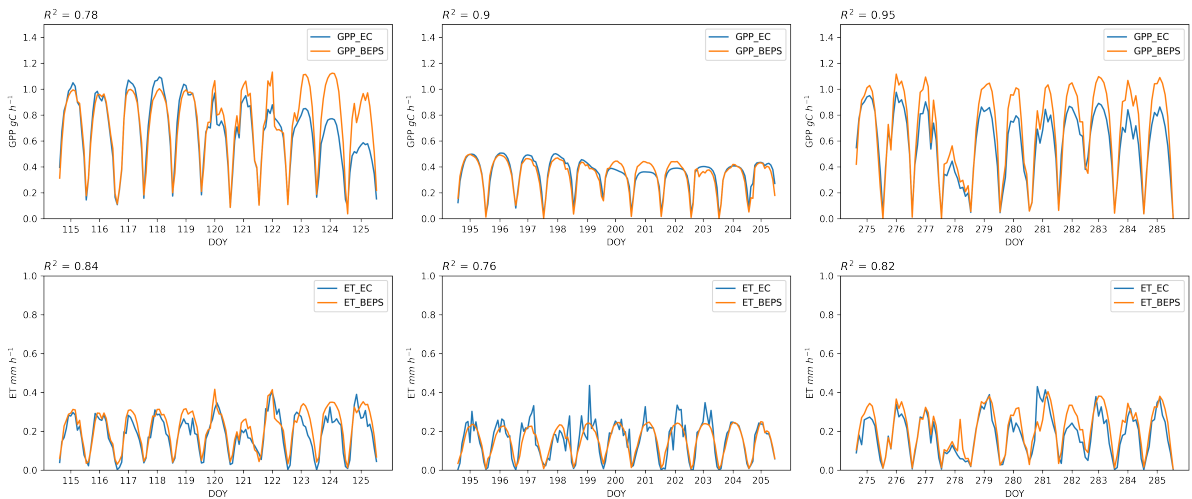 R² = 0.78
GPP_EC
GPP_BEPS
GPP gC h⁻¹
1.4
1.2
1.0
0.8
0.6
0.4
0.2
0.0
115 116 117 118 119 120 121 122 123 124 125
DOY
R² = 0.9
GPP_EC
GPP_BEPS
GPP gC h⁻¹
1.4
1.2
1.0
0.8
0.6
0.4
0.2
0.0
195 196 197 198 199 200 201 202 203 204 205
DOY
R² = 0.95
GPP_EC
GPP_BEPS
GPP gC h⁻¹
1.4
1.2
1.0
0.8
0.6
0.4
0.2
0.0
275 276 277 278 279 280 281 282 283 284 285
DOY
R² = 0.84
ET_EC
ET_BEPS
ET mm h⁻¹
1.0
0.8
0.6
0.4
0.2
0.0
115 116 117 118 119 120 121 122 123 124 125
DOY
R² = 0.76
ET_EC
ET_BEPS
ET mm h⁻¹
1.0
0.8
0.6
0.4
0.2
0.0
195 196 197 198 199 200 201 202 203 204 205
DOY
R² = 0.82
ET_EC
ET_BEPS
ET mm h⁻¹
1.0
0.8
0.6
0.4
0.2
0.0
275 276 277 278 279 280 281 282 283 284 285
DOY